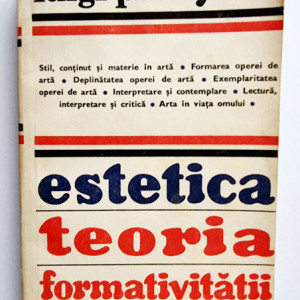 Stil, conținut și materie în artă • Formarea operei de
artă • Deplinătatea operei de artă • Exemplaritatea
operei de artă • Interpretare și contemplare • Lectură,
interpretare și critică • Arta în viața omului •
estetica
teoria
formativității